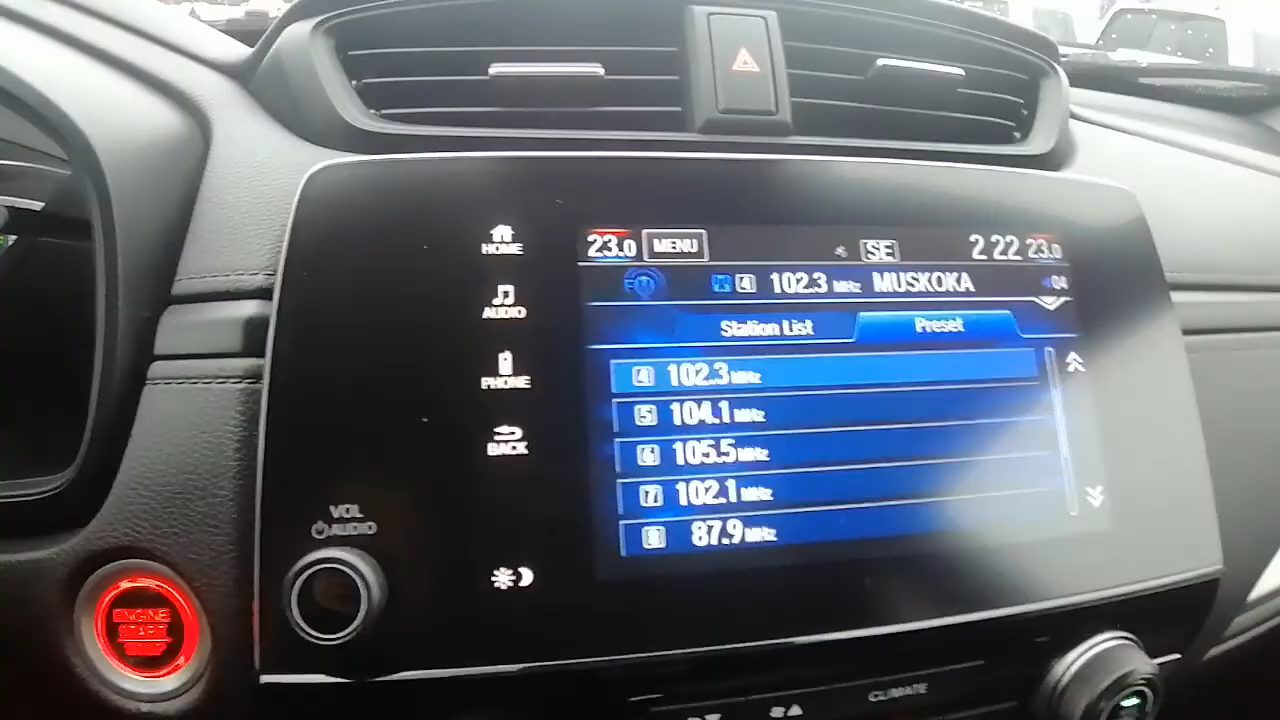 HOME
AUDIO
PHONE
BACK
VOL
AUDIO
ENGINE
START
STOP
23.0 MENU SE 2 22 23.0
FM 4 102.3 MHz MUSKOKA 04
Station List Preset
4 102.3 MHz
5 104.1 MHz
6 105.5 MHz
7 102.1 MHz
8 87.9 MHz
CLIMATE